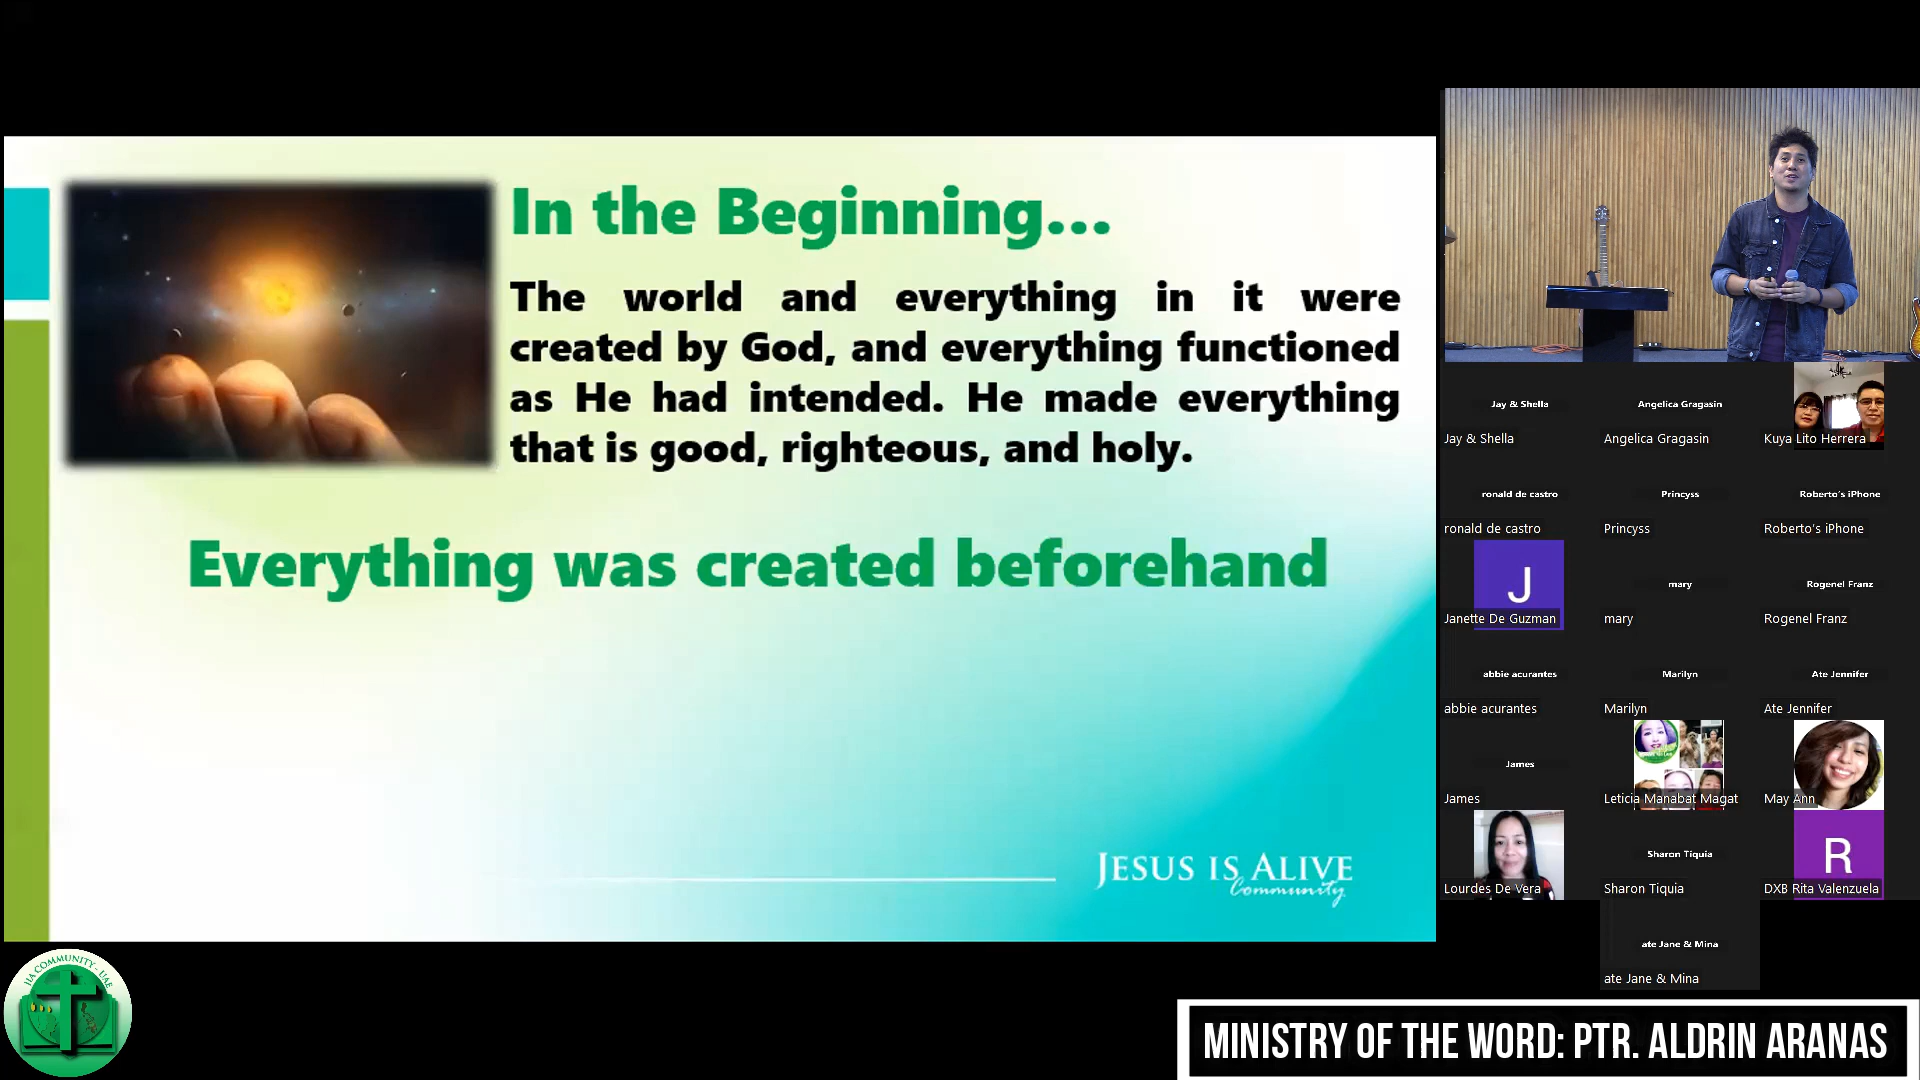 In the Beginning...
The world and everything in it were
created by God, and everything functioned
as He had intended. He made everything
that is good, righteous, and holy.
Everything was created beforehand
JESUS IS ALIVE
Community
JIA COMMUNITY - UAE
Jay & Shella
Jay & Shella
Angelica Gragasin
Angelica Gragasin
Kuya Lito Herrera
ronald de castro
ronald de castro
Princyss
Princyss
Roberto's iPhone
Roberto's iPhone
J
Janette De Guzman
mary
mary
Rogenel Franz
Rogenel Franz
abbie acurantes
abbie acurantes
Marilyn
Marilyn
Ate Jennifer
Ate Jennifer
James
James
Leticia Manabat Magat
May Ann
Lourdes De Vera
Sharon Tiquia
Sharon Tiquia
R
DXB Rita Valenzuela
ate Jane & Mina
ate Jane & Mina
MINISTRY OF THE WORD: PTR. ALDRIN ARANAS